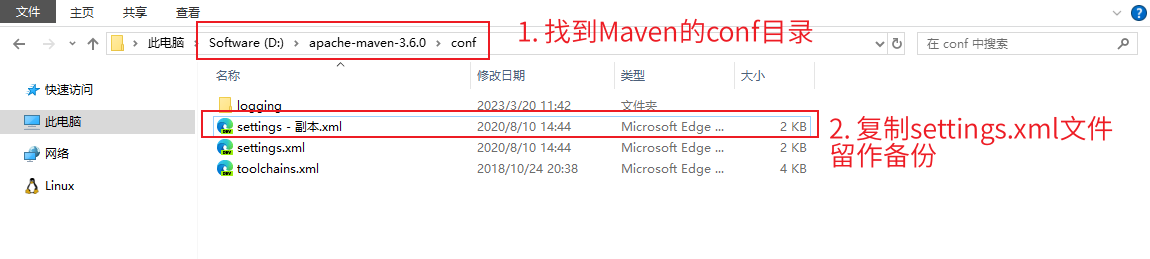 文件 主页 共享 查看
此电脑 Software (D:) apache-maven-3.6.0 conf
在 conf 中搜索
1. 找到Maven的conf目录
名称 修改日期 类型 大小
快速访问
此电脑
网络
Linux
logging 2023/3/20 11:42 文件夹
settings - 副本.xml 2020/8/10 14:44 Microsoft Edge ... 2 KB
settings.xml 2020/8/10 14:44 Microsoft Edge ... 2 KB
toolchains.xml 2018/10/24 20:38 Microsoft Edge ... 4 KB
2. 复制settings.xml文件
留作备份